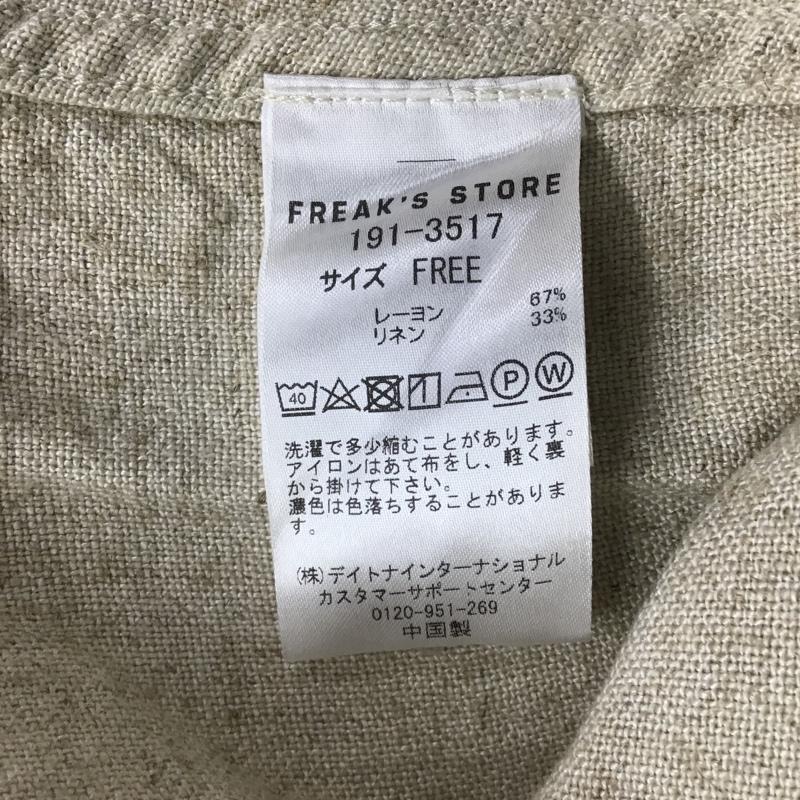 FREAK'S STORE
191-3517
サイズ FREE
レーヨン 67%
リネン 33%
40 P W
洗濯で多少縮むことがあります。
アイロンはあて布をし、軽く裏
から掛けて下さい。
濃色は色落ちすることがありま
す。
(株)デイトナインターナショナル
カスタマーサポートセンター
0120-951-269
中国製